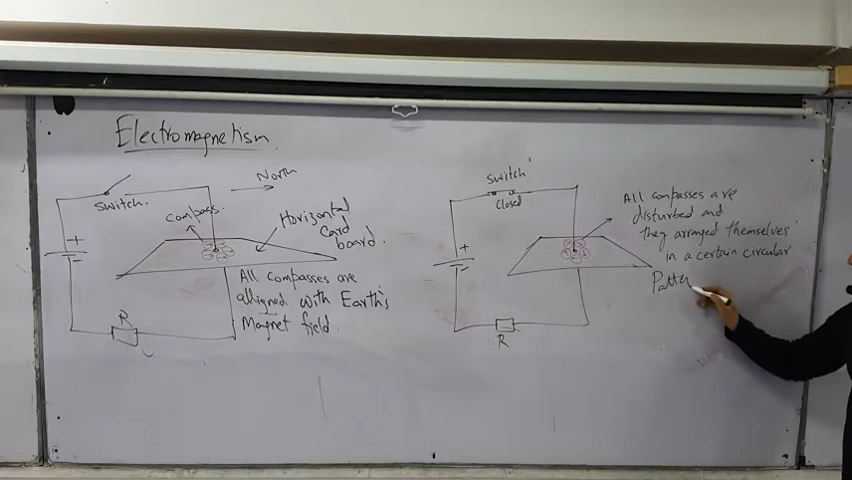 Electromagnetism.
North
Switch.
Compass.
Horizontal
Card
board.
+
-
All Compasses are
alligned with Earth's
Magnet field.
R
Switch
Closed
+
-
R
All Compasses are
disturbed and
they arranged themselves
in a certain circular
Patter